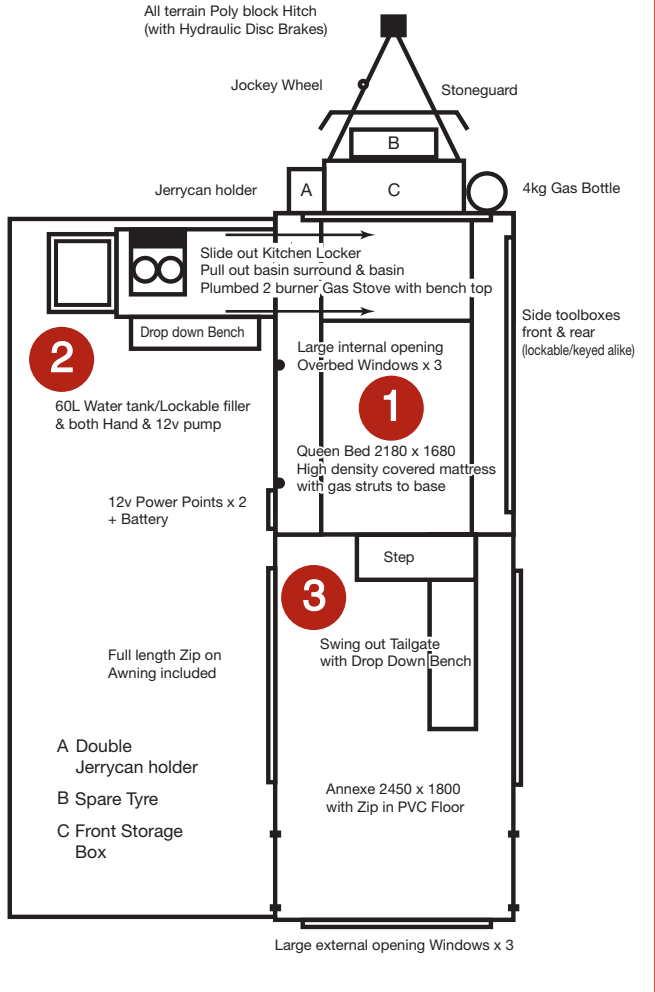 All terrain Poly block Hitch
(with Hydraulic Disc Brakes)
Jockey Wheel
Stoneguard
B
Jerrycan holder
A
C
4kg Gas Bottle
Slide out Kitchen Locker
Pull out basin surround & basin
Plumbed 2 burner Gas Stove with bench top
Drop down Bench
Side toolboxes
front & rear
(lockable/keyed alike)
2
Large internal opening
Overbed Windows x 3
1
60L Water tank/Lockable filler
& both Hand & 12v pump
Queen Bed 2180 x 1680
High density covered mattress
with gas struts to base
12v Power Points x 2
+ Battery
Step
3
Swing out Tailgate
with Drop Down Bench
Full length Zip on
Awning included
A Double
Jerrycan holder
B Spare Tyre
C Front Storage
Box
Annexe 2450 x 1800
with Zip in PVC Floor
Large external opening Windows x 3